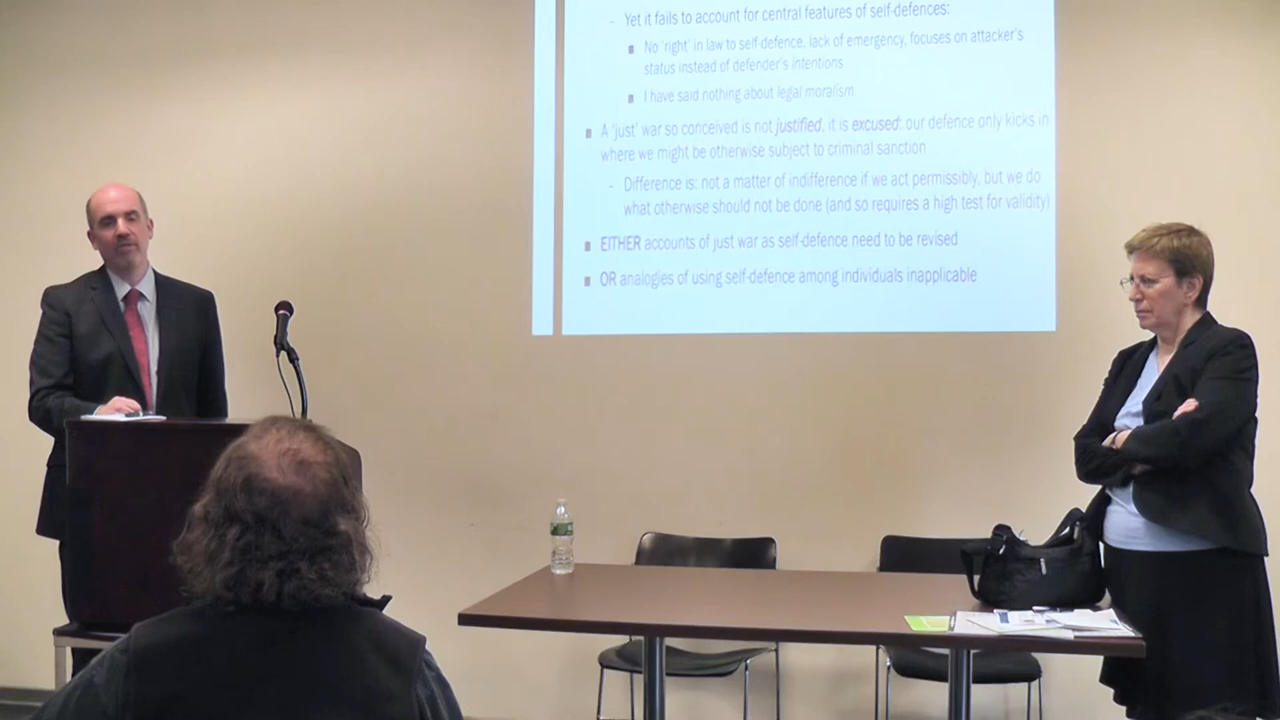 - Yet it fails to account for central features of self-defences:
■ No 'right' in law to self-defence, lack of emergency, focuses on attacker's
status instead of defender's intentions
■ I have said nothing about legal moralism
■ A 'just' war so conceived is not justified, it is excused: our defence only kicks in
where we might be otherwise subject to criminal sanction
- Difference is: not a matter of indifference if we act permissibly, but we do
what otherwise should not be done (and so requires a high test for validity)
■ EITHER accounts of just war as self-defence need to be revised
■ OR analogies of using self-defence among individuals inapplicable